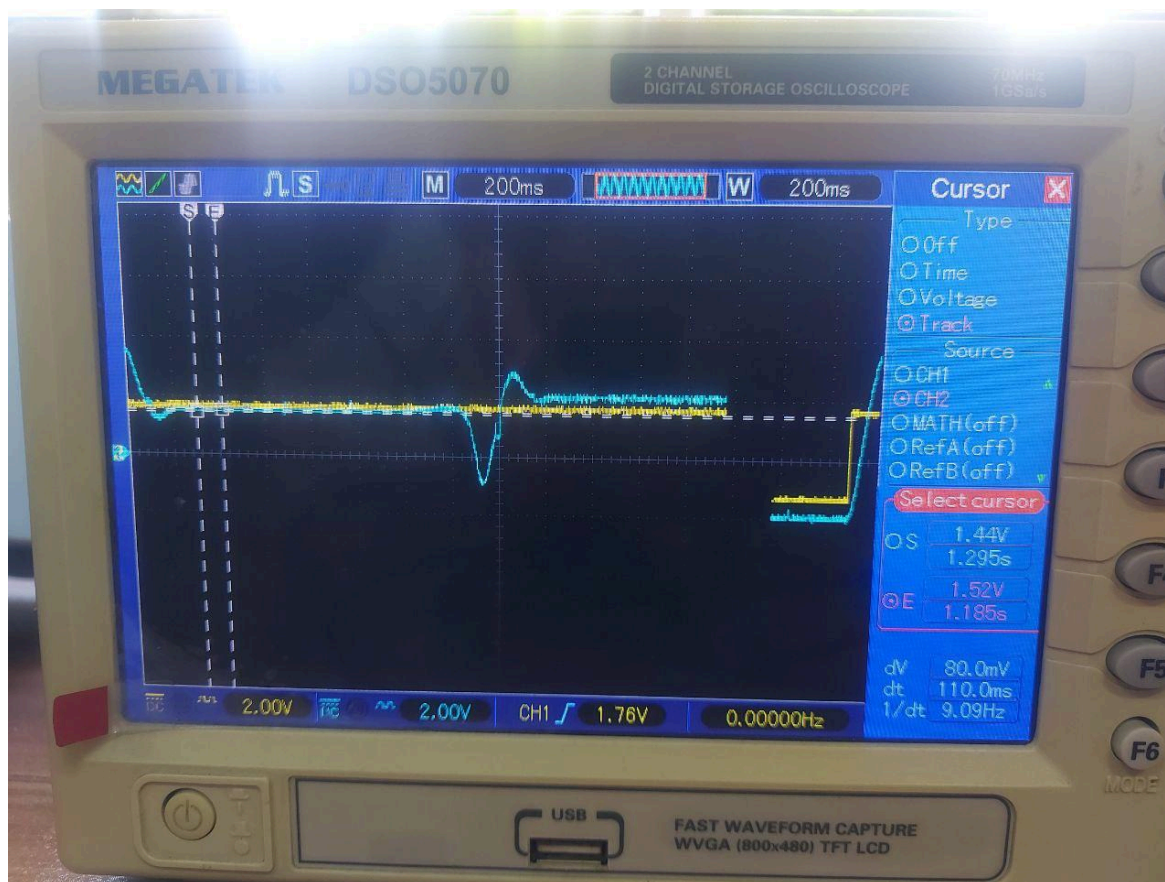 MEGATEK DSO5070
2 CHANNEL
DIGITAL STORAGE OSCILLOSCOPE
70MHz
1GSa/s
S M 200ms W 200ms
Cursor X
S E
Type
Off
Time
Voltage
Track
Source
CH1
CH2
MATH(off)
RefA(off)
RefB(off)
Select cursor
S 1.44V
1.295s
E 1.52V
1.185s
dV 80.0mV
dt 110.0ms
1/dt 9.09Hz
2
DC 2.00V DC 2.00V CH1 1.76V 0.00000Hz
F5
F6
MODE
USB
FAST WAVEFORM CAPTURE
WVGA (800x480) TFT LCD